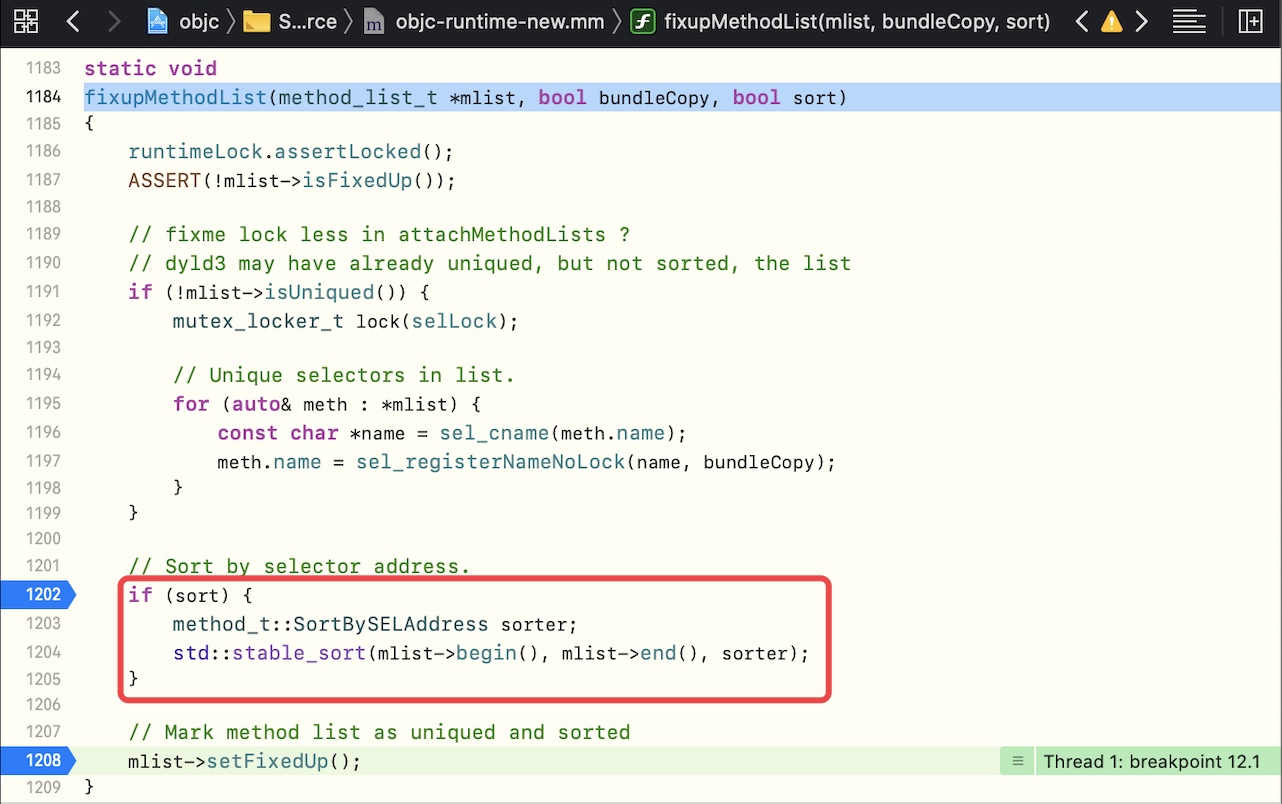 objc 〉 S...rce 〉 m objc-runtime-new.mm 〉 f fixupMethodList(mlist, bundleCopy, sort)
1183 static void
1184 fixupMethodList(method_list_t *mlist, bool bundleCopy, bool sort)
1185 {
1186     runtimeLock.assertLocked();
1187     ASSERT(!mlist->isFixedUp());
1188
1189     // fixme lock less in attachMethodLists ?
1190     // dyld3 may have already uniqued, but not sorted, the list
1191     if (!mlist->isUniqued()) {
1192         mutex_locker_t lock(selLock);
1193
1194         // Unique selectors in list.
1195         for (auto& meth : *mlist) {
1196             const char *name = sel_cname(meth.name);
1197             meth.name = sel_registerNameNoLock(name, bundleCopy);
1198         }
1199     }
1200
1201     // Sort by selector address.
1202     if (sort) {
1203         method_t::SortBySELAddress sorter;
1204         std::stable_sort(mlist->begin(), mlist->end(), sorter);
1205     }
1206
1207     // Mark method list as uniqued and sorted
1208     mlist->setFixedUp(); Thread 1: breakpoint 12.1
1209 }